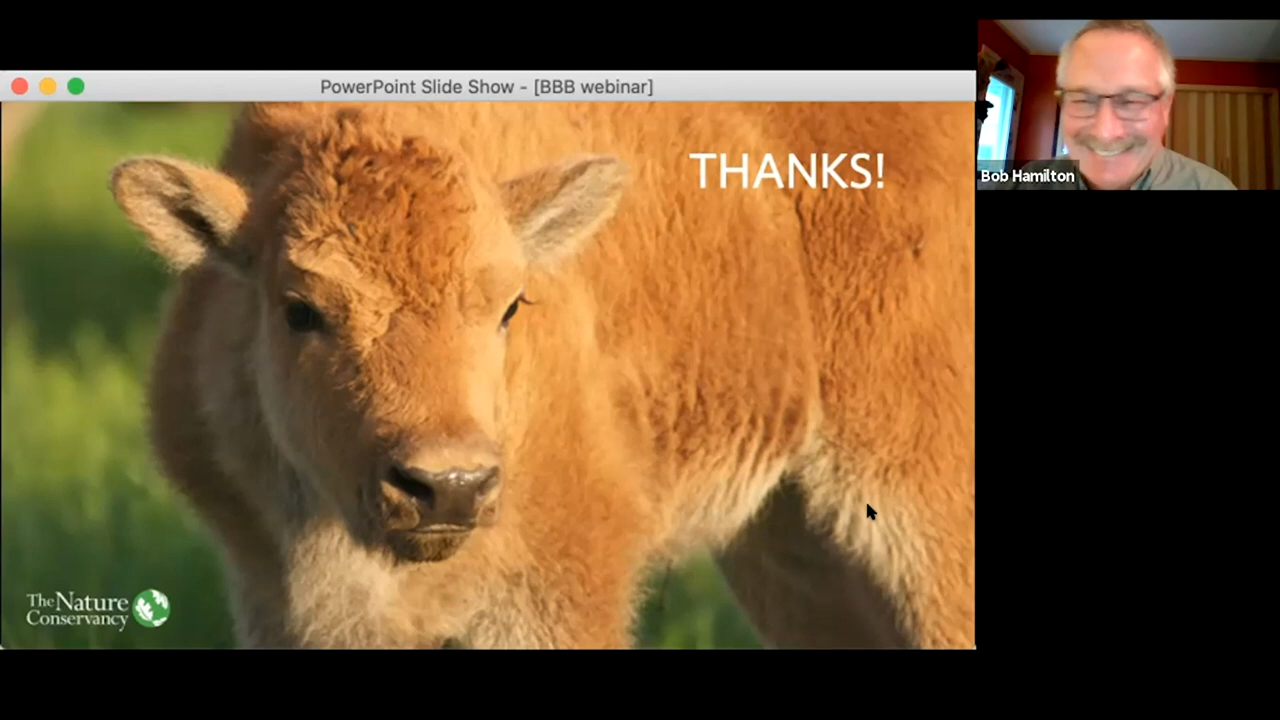 PowerPoint Slide Show - [BBB webinar]
THANKS!
Bob Hamilton
The Nature
Conservancy